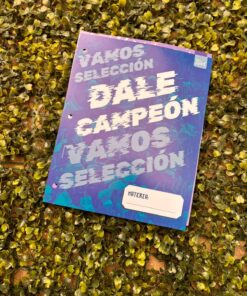 VAMOS
SELECCIÓN
DALE
CAMPEÓN
VAMOS
SELECCIÓN
MATERIA